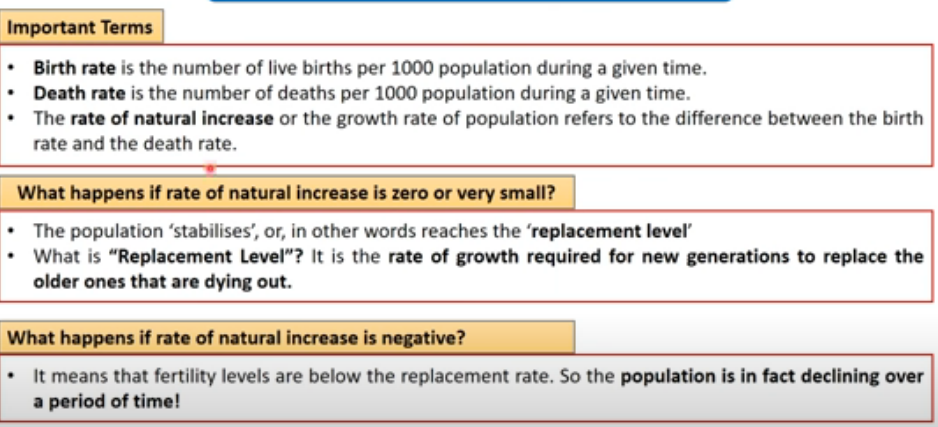 Important Terms
• Birth rate is the number of live births per 1000 population during a given time.
• Death rate is the number of deaths per 1000 population during a given time.
• The rate of natural increase or the growth rate of population refers to the difference between the birth
rate and the death rate.
What happens if rate of natural increase is zero or very small?
• The population ‘stabilises’, or, in other words reaches the ‘replacement level’
• What is “Replacement Level”? It is the rate of growth required for new generations to replace the
older ones that are dying out.
What happens if rate of natural increase is negative?
• It means that fertility levels are below the replacement rate. So the population is in fact declining over
a period of time!